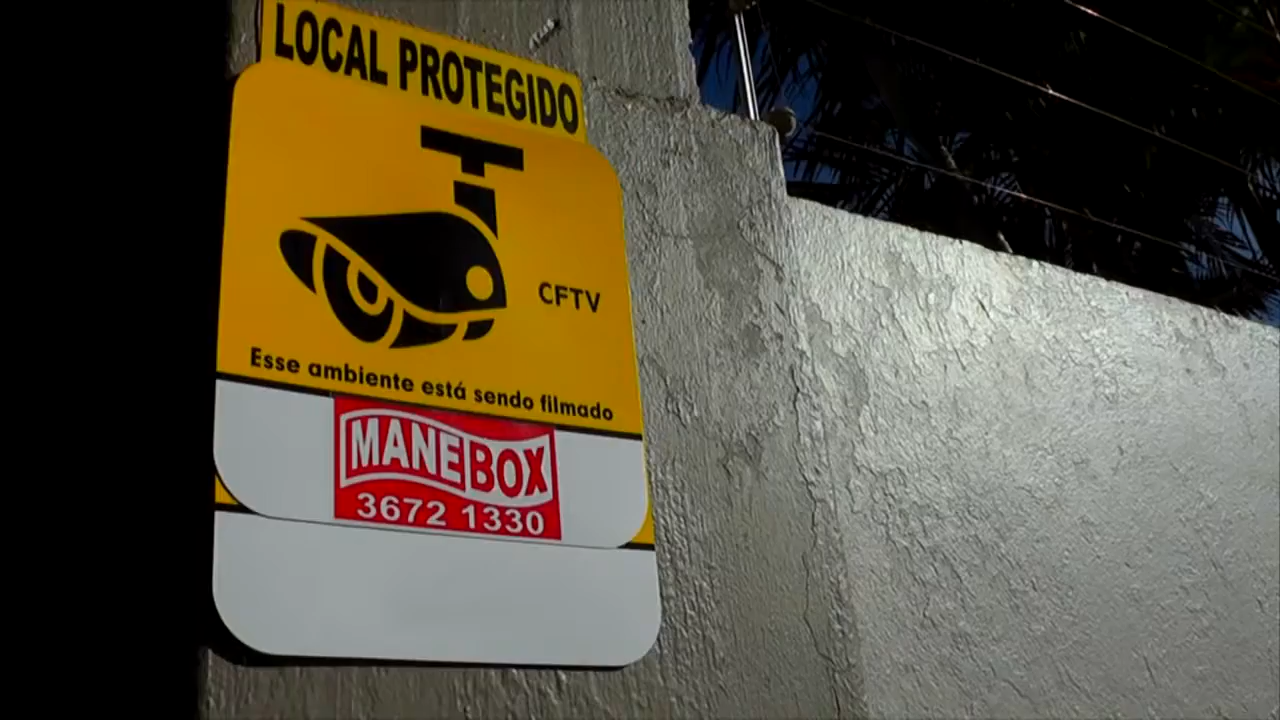 LOCAL PROTEGIDO
CFTV
Esse ambiente está sendo filmado
MANEBOX
3672 1330